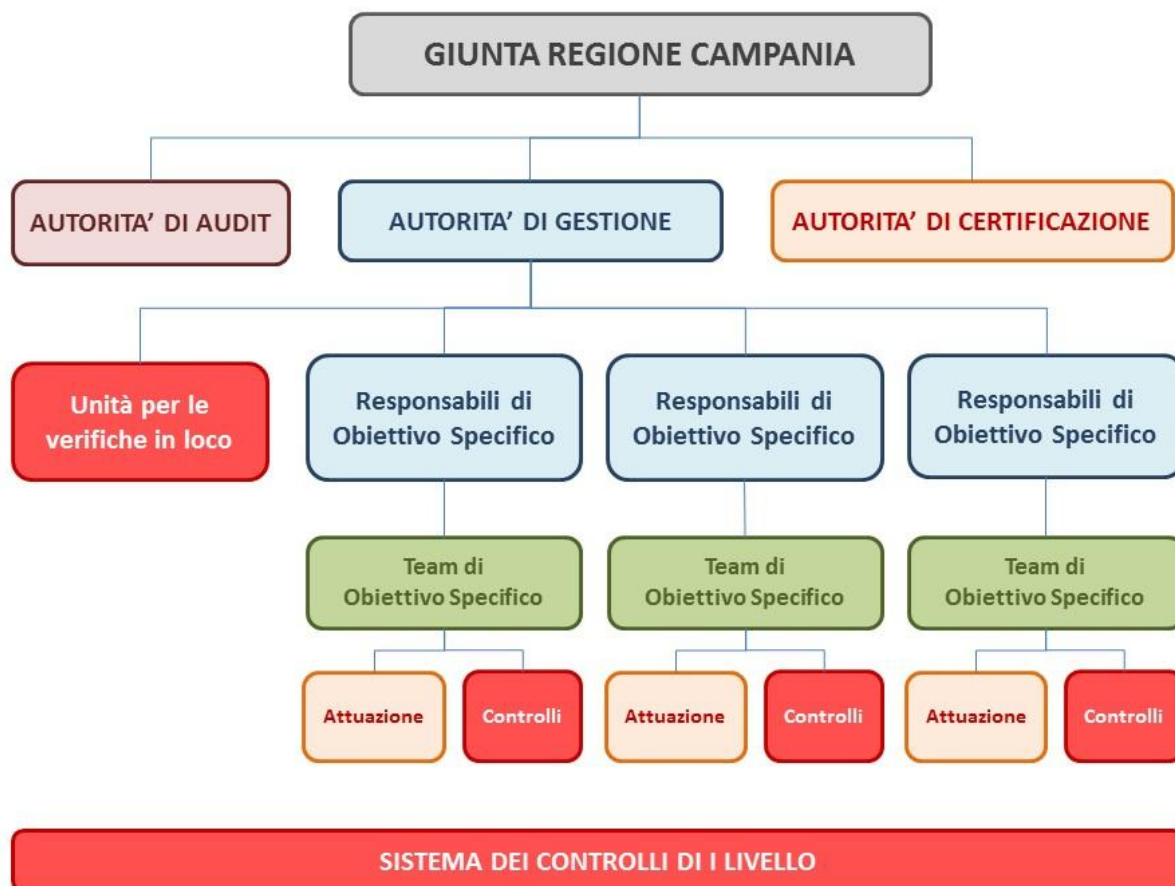 GIUNTA REGIONE CAMPANIA
AUTORITA’ DI AUDIT
AUTORITA’ DI GESTIONE
AUTORITA’ DI CERTIFICAZIONE
Unità per le
verifiche in loco
Responsabili di
Obiettivo Specifico
Responsabili di
Obiettivo Specifico
Responsabili di
Obiettivo Specifico
Team di
Obiettivo Specifico
Team di
Obiettivo Specifico
Team di
Obiettivo Specifico
Attuazione
Controlli
Attuazione
Controlli
Attuazione
Controlli
SISTEMA DEI CONTROLLI DI I LIVELLO